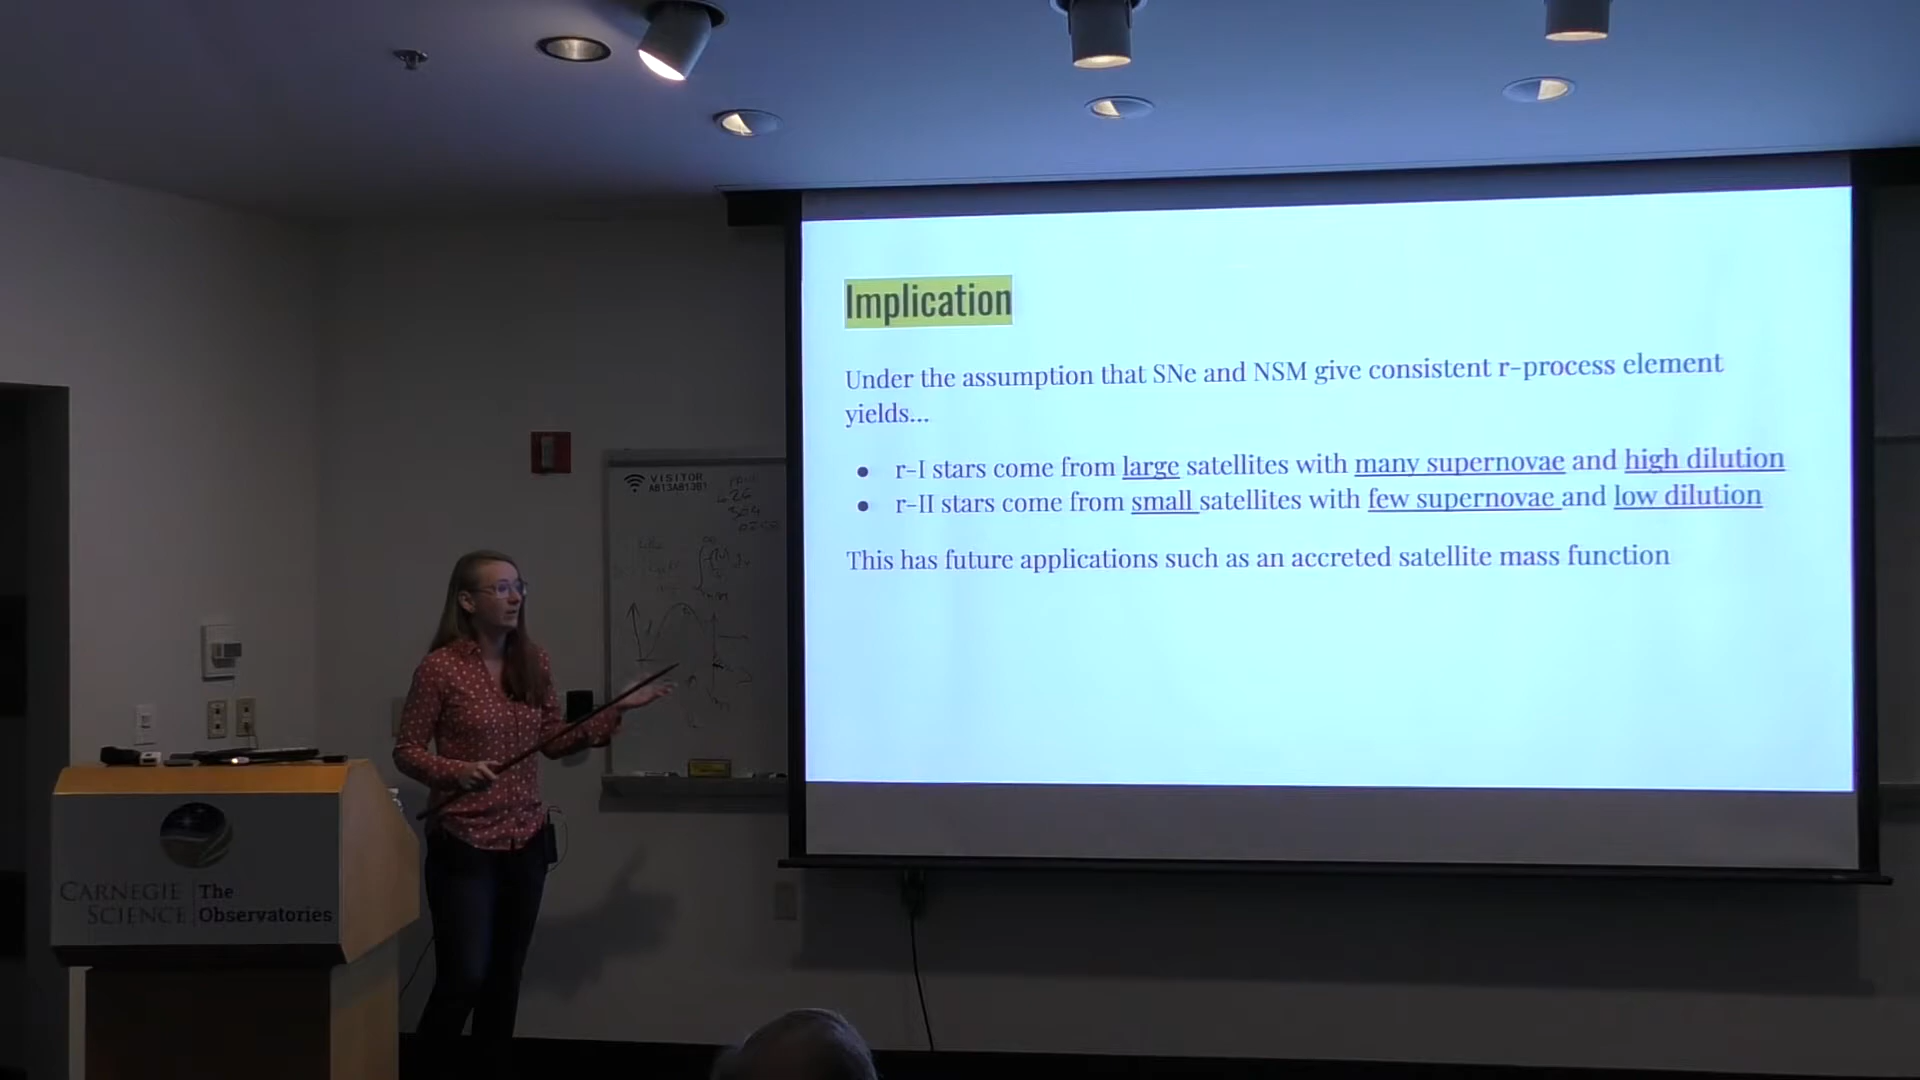 Implication
Under the assumption that SNe and NSM give consistent r-process element
yields...
● r-I stars come from large satellites with many supernovae and high dilution
● r-II stars come from small satellites with few supernovae and low dilution
This has future applications such as an accreted satellite mass function
VISITOR
CARNEGIE
SCIENCE
The
Observatories